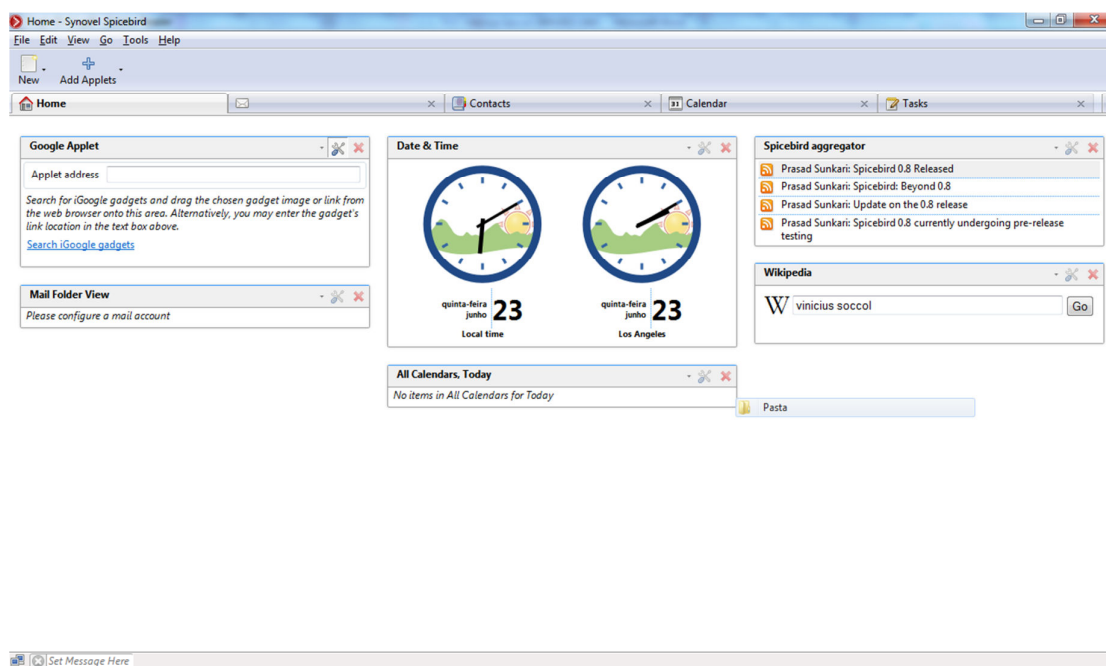 Home - Synovel Spicebird
File Edit View Go Tools Help
New Add Applets
Home Contacts 31 Calendar Tasks
Google Applet
Applet address
Search for iGoogle gadgets and drag the chosen gadget image or link from
the web browser onto this area. Alternatively, you may enter the gadget's
link location in the text box above.
Search iGoogle gadgets
Mail Folder View
Please configure a mail account
Date & Time
quinta-feira 23 quinta-feira 23
junho junho
Local time Los Angeles
All Calendars, Today
No items in All Calendars for Today
Spicebird aggregator
Prasad Sunkari: Spicebird 0.8 Released
Prasad Sunkari: Spicebird: Beyond 0.8
Prasad Sunkari: Update on the 0.8 release
Prasad Sunkari: Spicebird 0.8 currently undergoing pre-release
testing
Wikipedia
W vinicius soccol Go
Pasta
Set Message Here